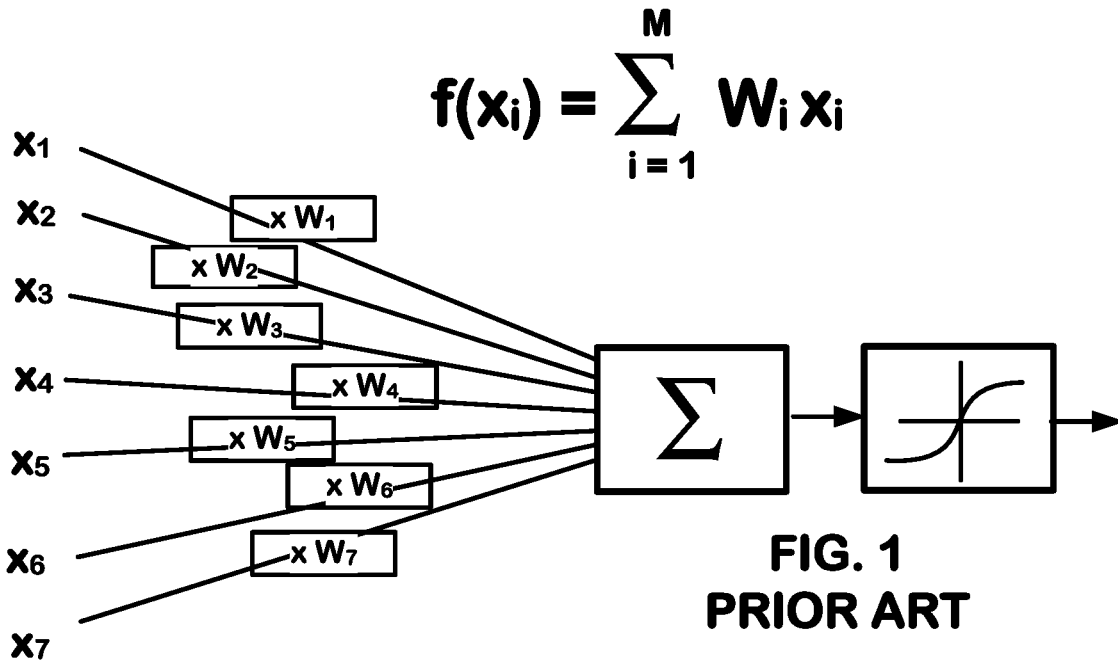 M
f(xᵢ) = ∑ Wᵢ xᵢ
i = 1
x₁
x W₁
x₂
x W₂
x₃
x W₃
x₄
x W₄
x₅
x W₅
x₆
x W₆
x₇
x W₇
∑
FIG. 1
PRIOR ART